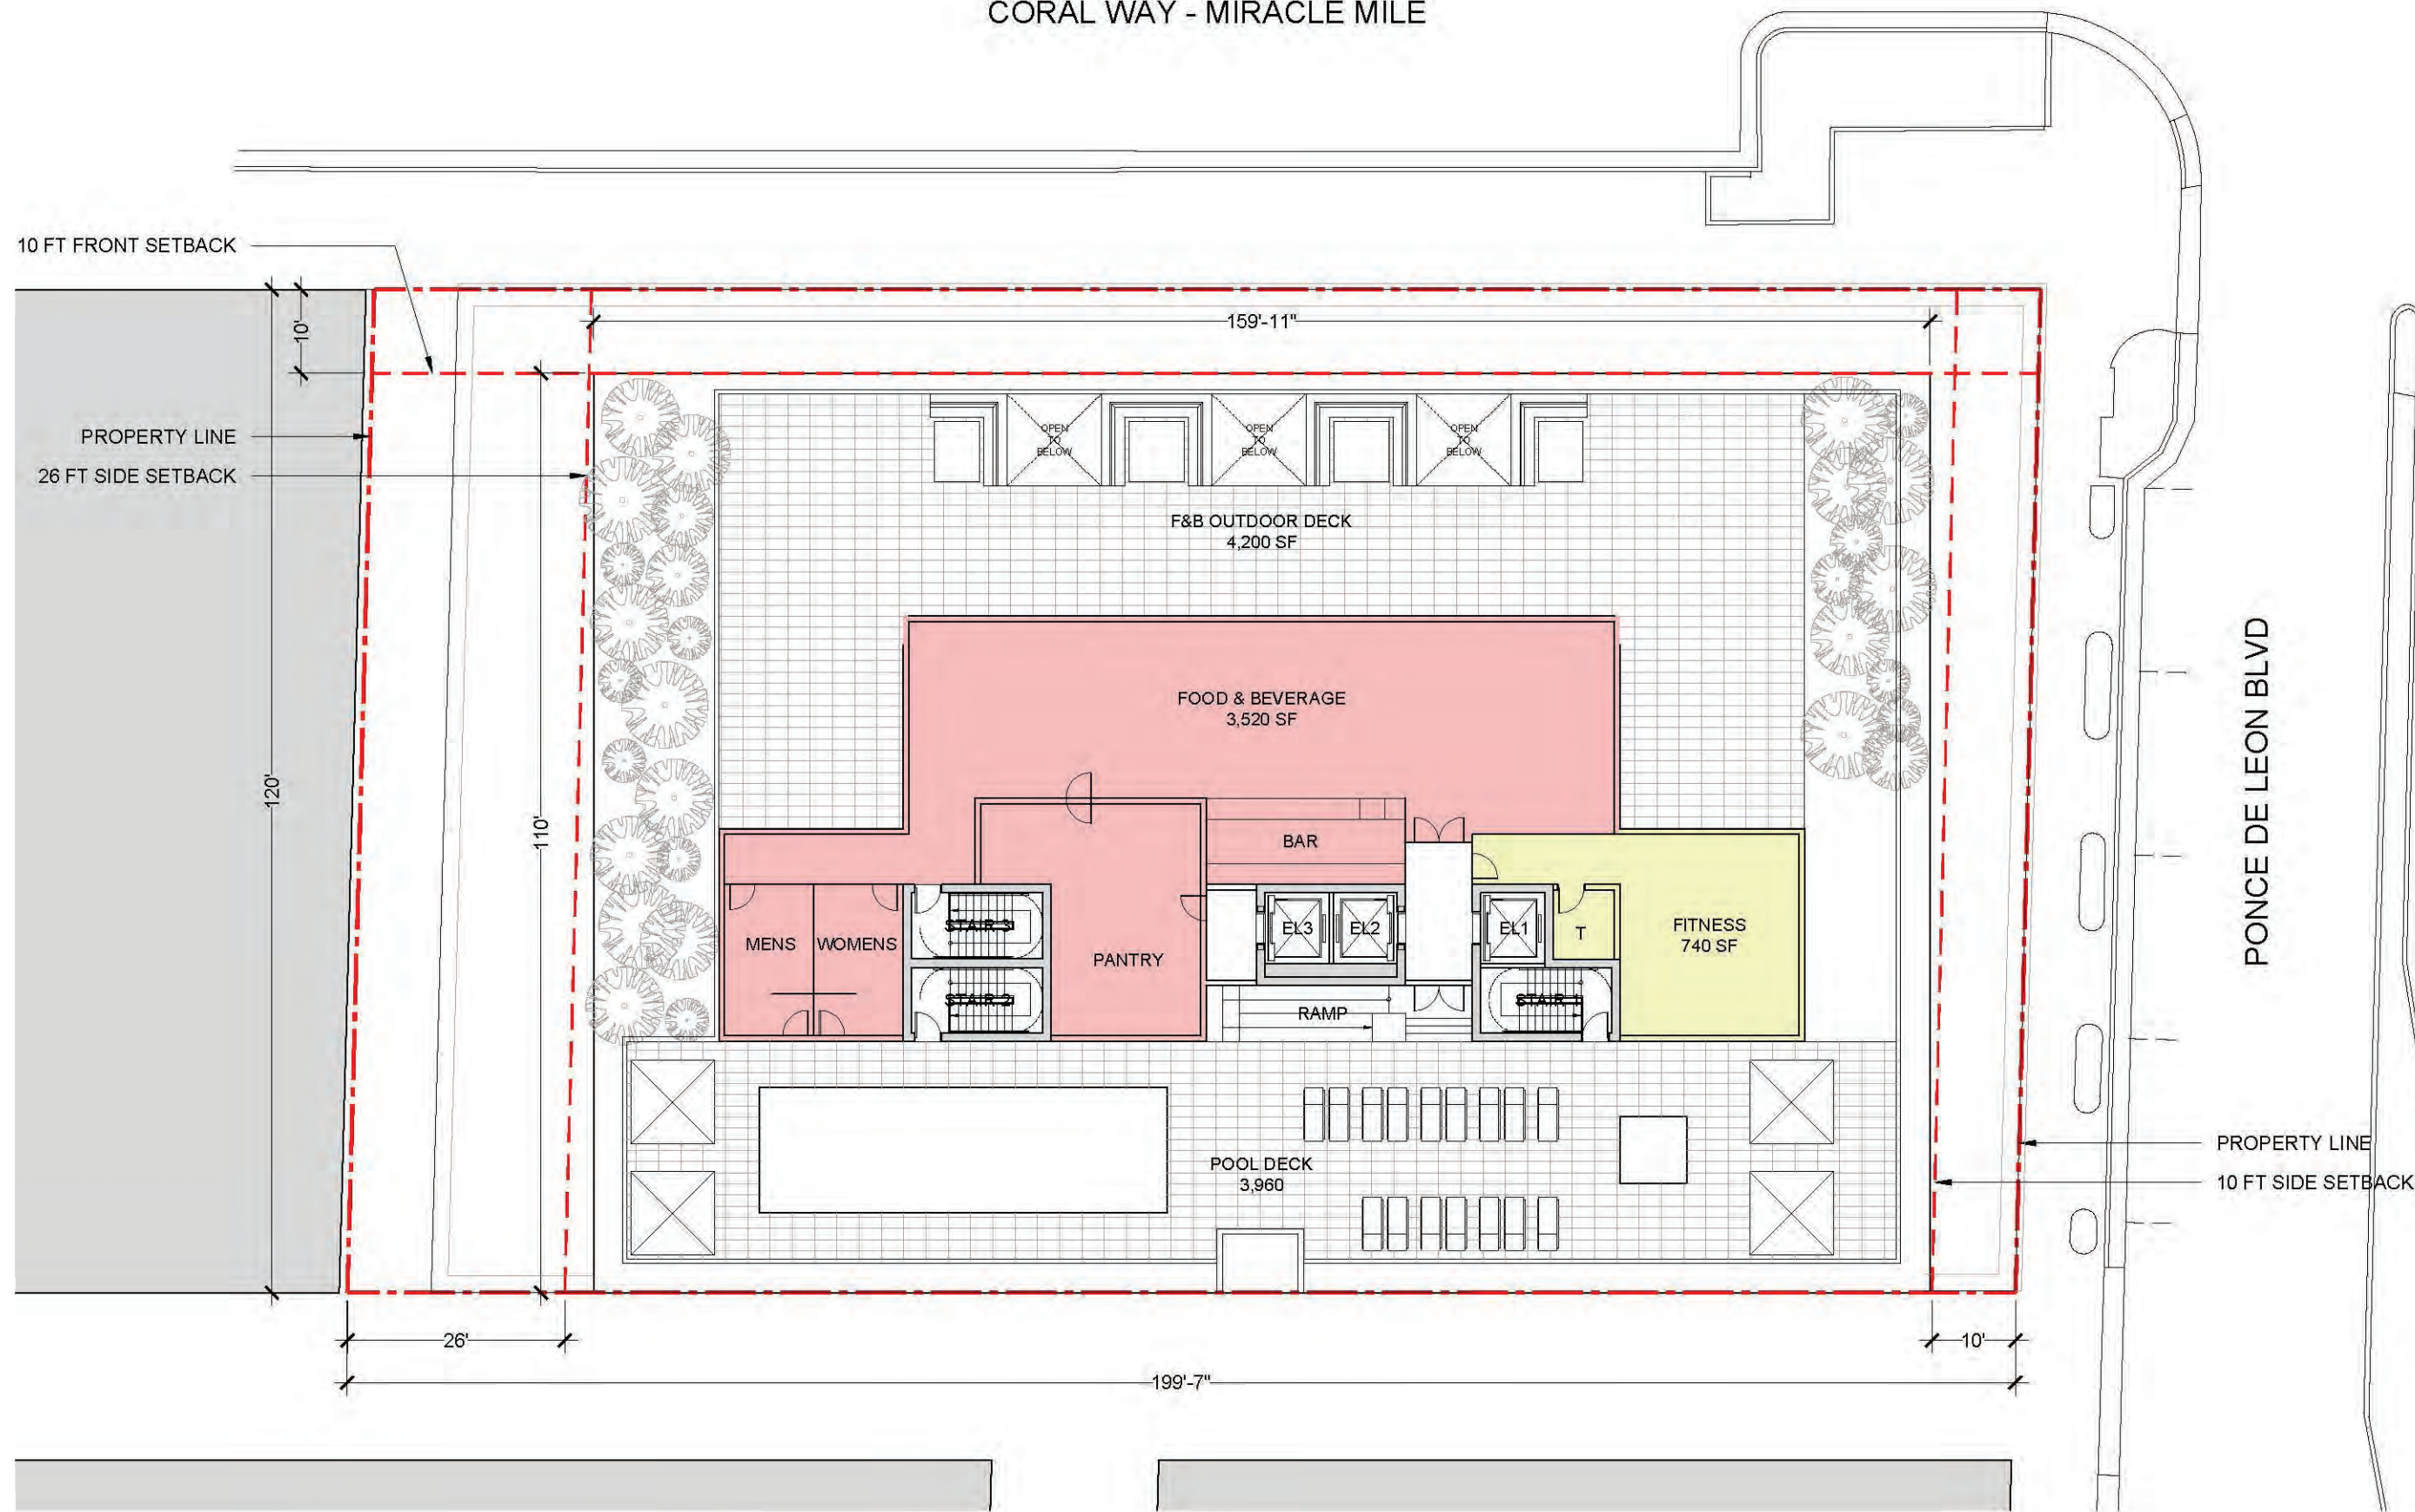 CORAL WAY - MIRACLE MILE
10 FT FRONT SETBACK
10'
159'-11"
PROPERTY LINE
26 FT SIDE SETBACK
OPEN
TO
BELOW
OPEN
TO
BELOW
OPEN
TO
BELOW
F&B OUTDOOR DECK
4,200 SF
FOOD & BEVERAGE
3,520 SF
PONCE DE LEON BLVD
120'
110'
BAR
MENS
WOMENS
STAIR 3
PANTRY
EL3
EL2
EL1
T
FITNESS
740 SF
STAIR 2
RAMP
STAIR 1
POOL DECK
3,960
PROPERTY LINE
10 FT SIDE SETBACK
26'
10'
199'-7"